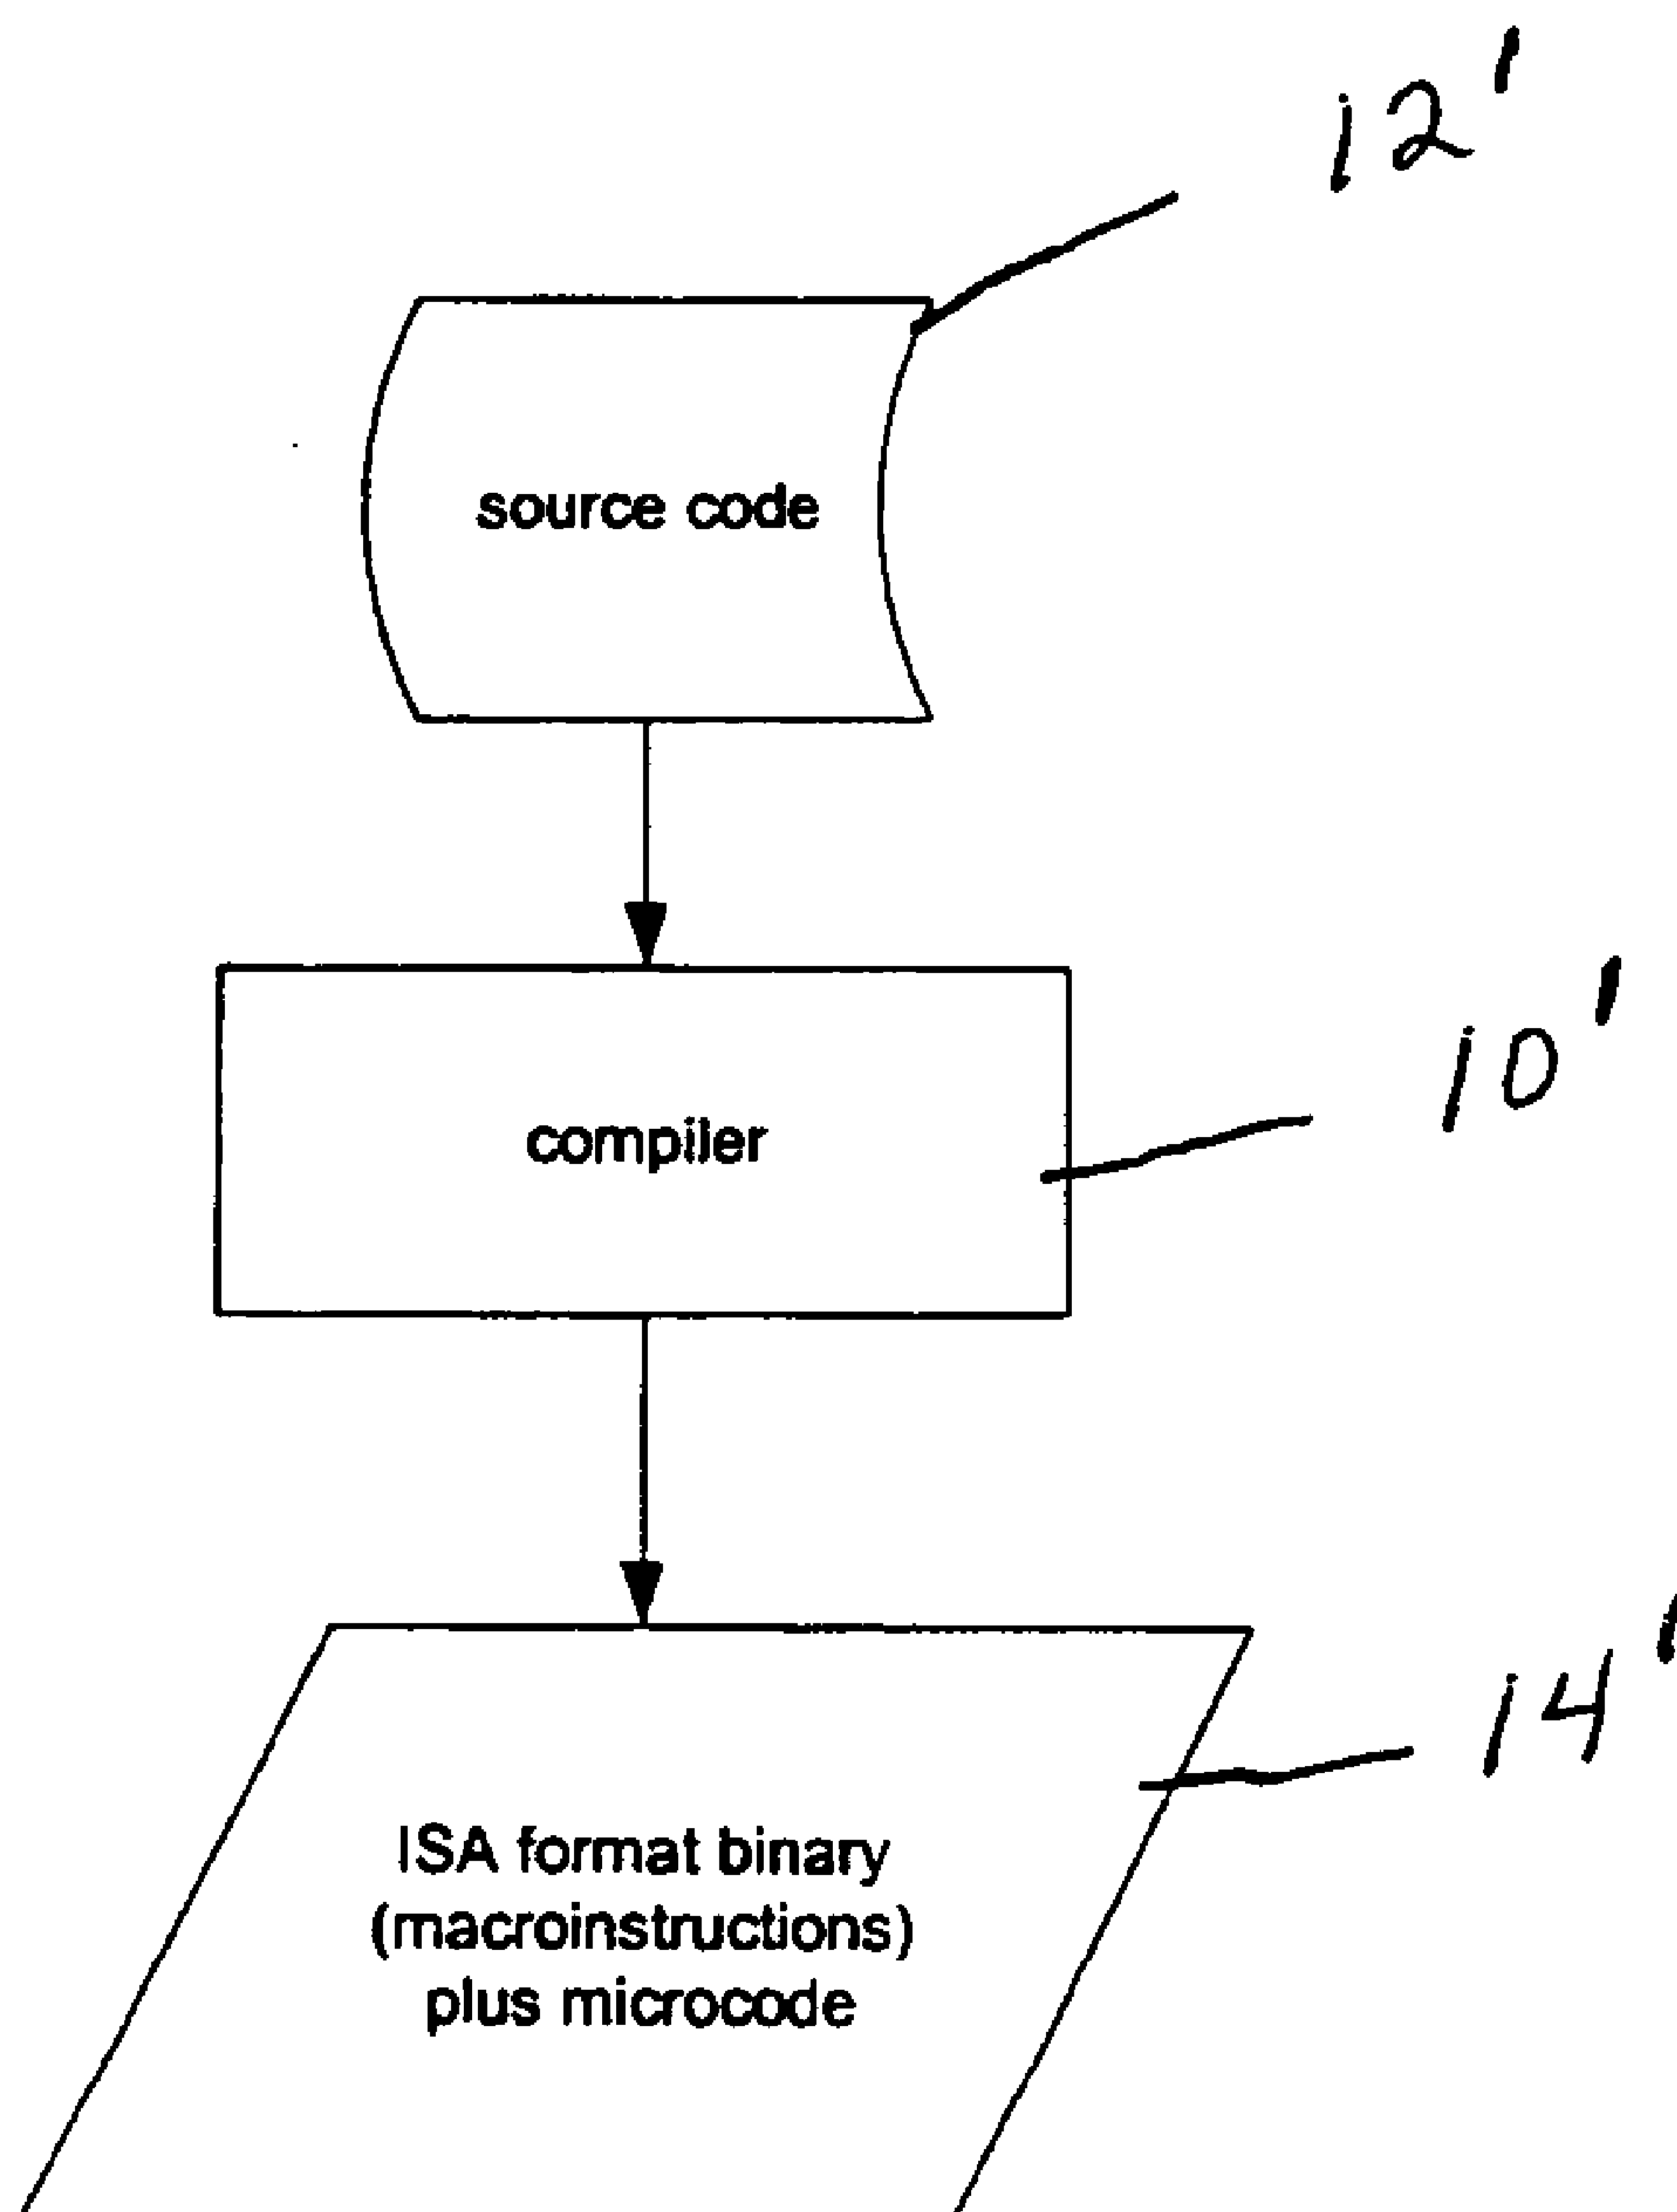 12'
source code
compiler
10'
14'
ISA format binary
(macroinstructions)
plus microcode